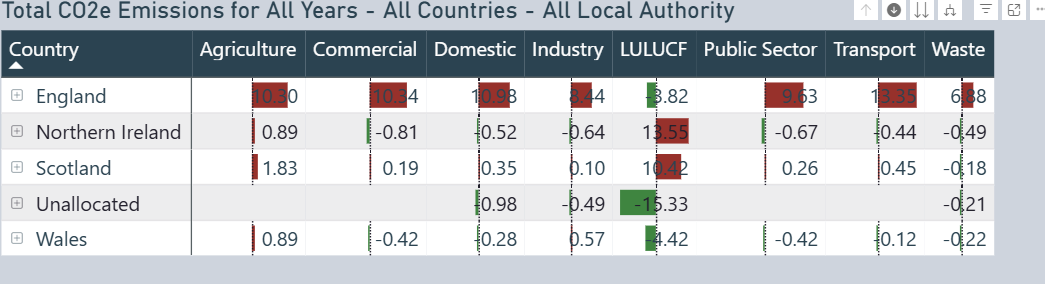 Total CO2e Emissions for All Years - All Countries - All Local Authority
Country Agriculture Commercial Domestic Industry LULUCF Public Sector Transport Waste
England 10.30 10.34 10.98 8.44 -3.82 9.63 13.35 6.88
Northern Ireland 0.89 -0.81 -0.52 -0.64 13.55 -0.67 -0.44 -0.49
Scotland 1.83 0.19 0.35 0.10 10.42 0.26 0.45 -0.18
Unallocated -0.98 -0.49 -15.33 -0.21
Wales 0.89 -0.42 -0.28 0.57 -4.42 -0.42 -0.12 -0.22